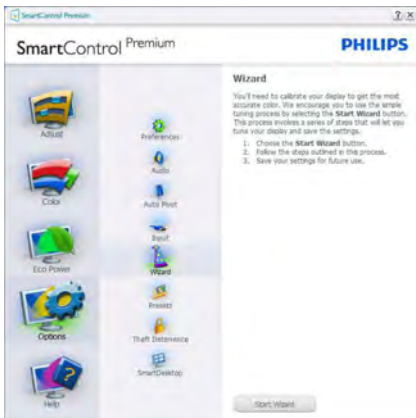 SmartControl Premium
SmartControl Premium
PHILIPS
Adjust
Color
Eco Power
Options
Help
Preferences
Audio
Auto Pivot
Input
Wizard
Presets
Theft Deterrence
SmartDesktop
Wizard
You'll need to calibrate your display to get the most
accurate color. We encourage you to use the simple
tuning process by selecting the Start Wizard button.
This process invokes a series of steps that will let you
tune your display and save the settings.
1. Choose the Start Wizard button.
2. Follow the steps outlined in the process.
3. Save your settings for future use.
Start Wizard